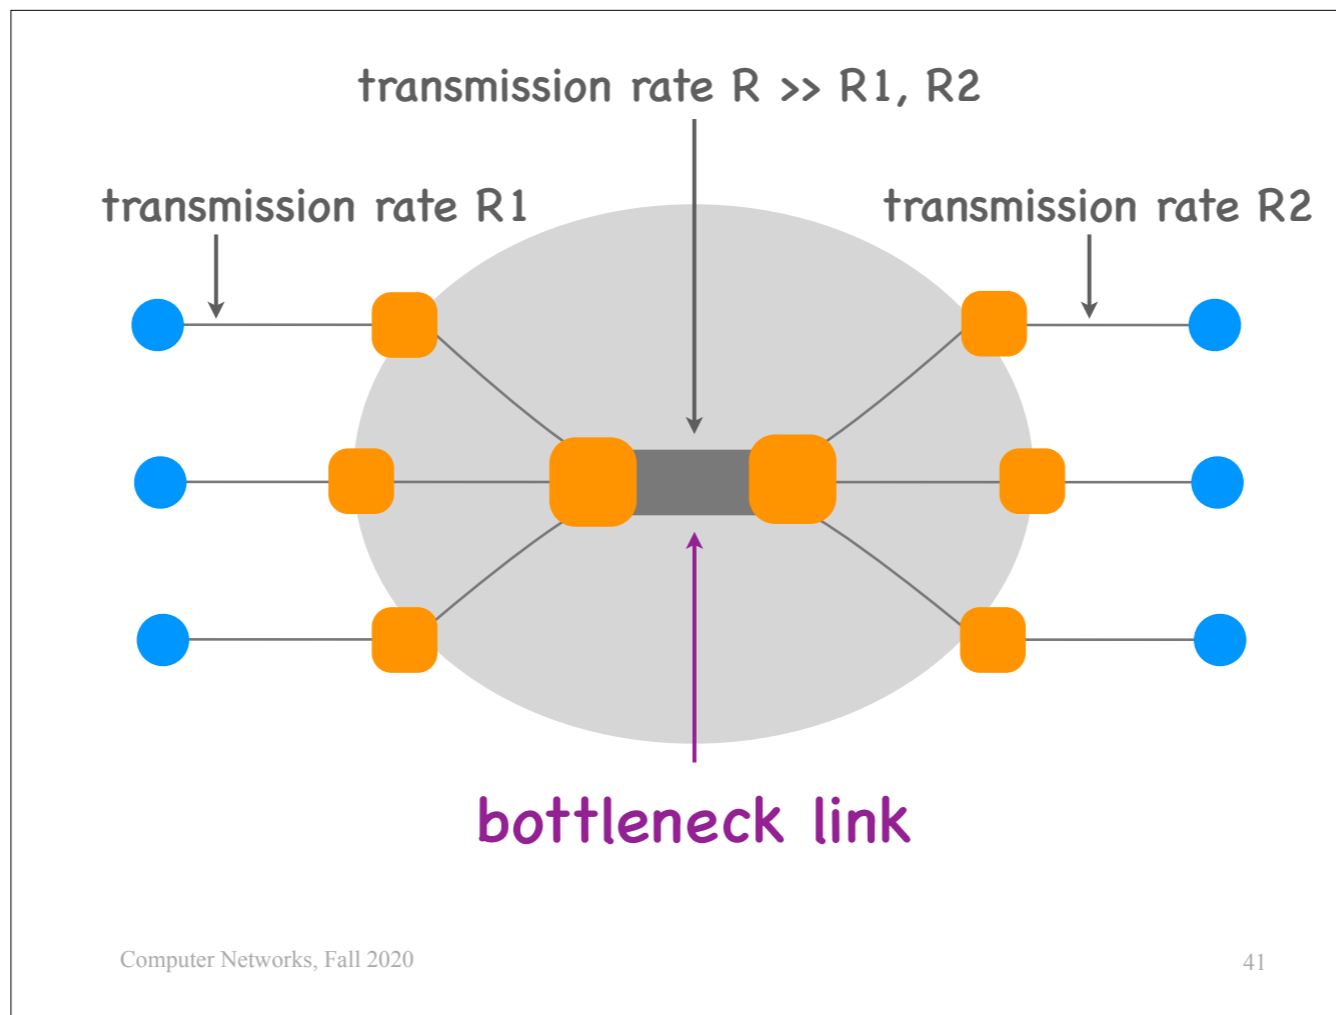 transmission rate R >> R1, R2
transmission rate R1
transmission rate R2
bottleneck link
Computer Networks, Fall 2020
41